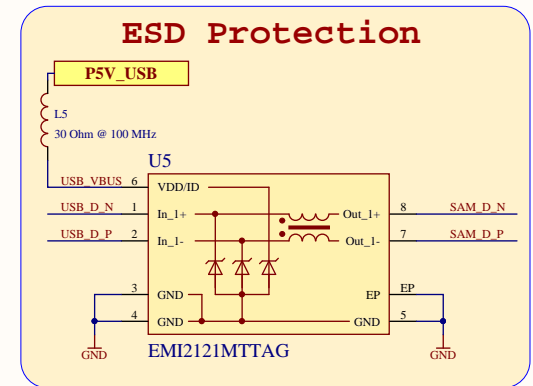 ESD Protection
P5V_USB
L5
30 Ohm @ 100 MHz
U5
USB_VBUS 6 VDD/ID
USB_D_N 1 In_1+ Out_1+ 8 SAM_D_N
USB_D_P 2 In_1- Out_1- 7 SAM_D_P
3 GND EP EP
4 GND GND 5
GND EMI2121MTTAG GND